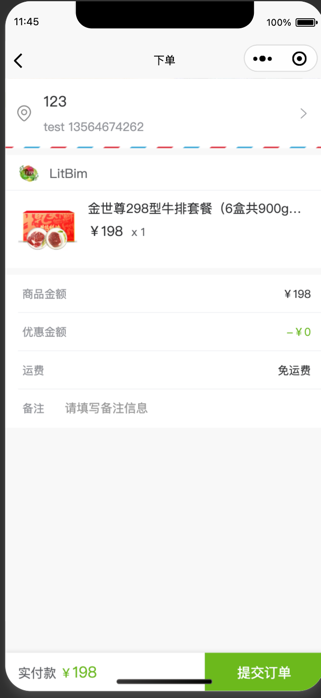 11:45
100%
下单
123
test 13564674262
LitBim
金世尊298型牛排套餐（6盒共900g...
￥198 x 1
商品金额 ￥198
优惠金额 -￥0
运费 免运费
备注 请填写备注信息
实付款 ￥198 提交订单